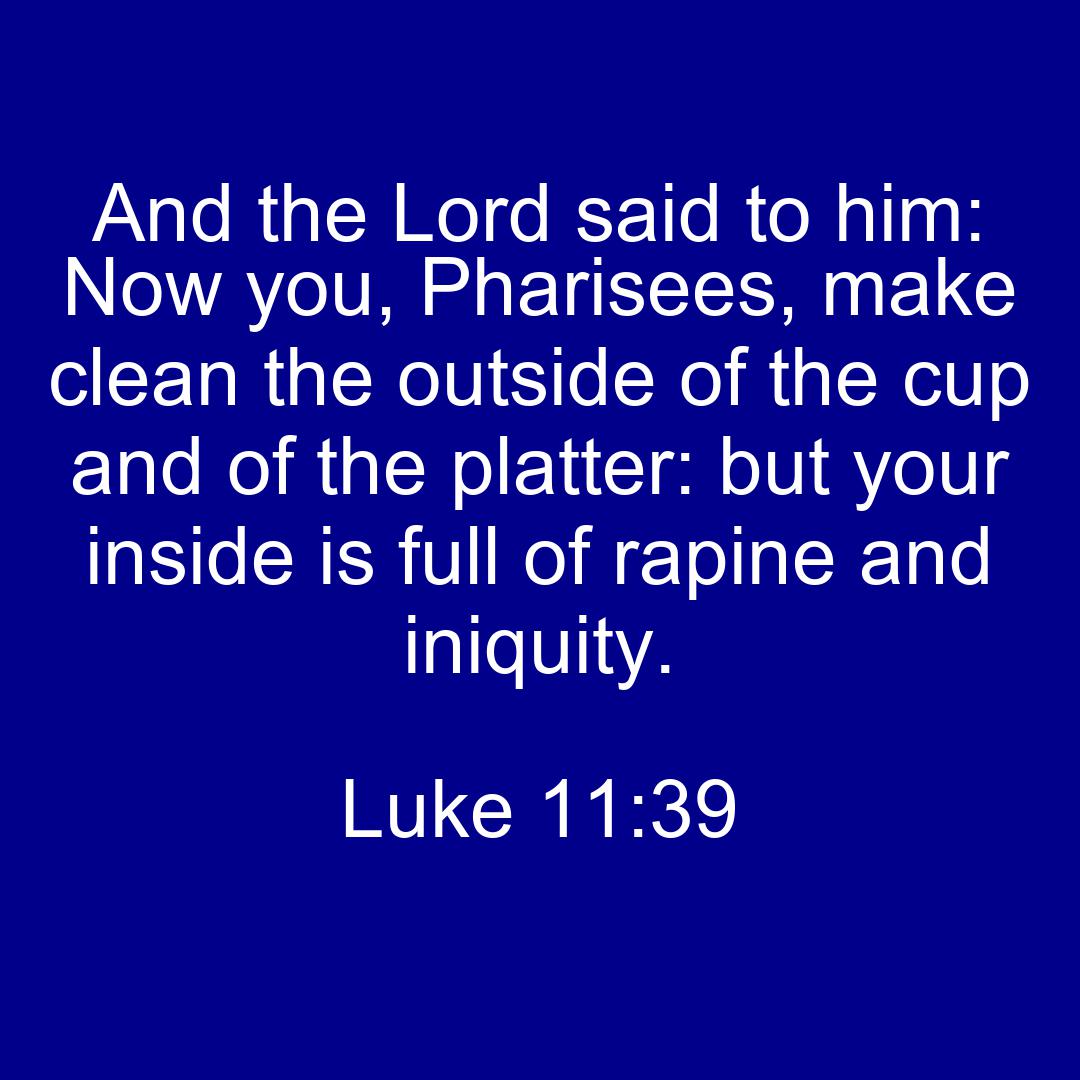 And the Lord said to him:
Now you, Pharisees, make
clean the outside of the cup
and of the platter: but your
inside is full of rapine and
iniquity.
Luke 11:39